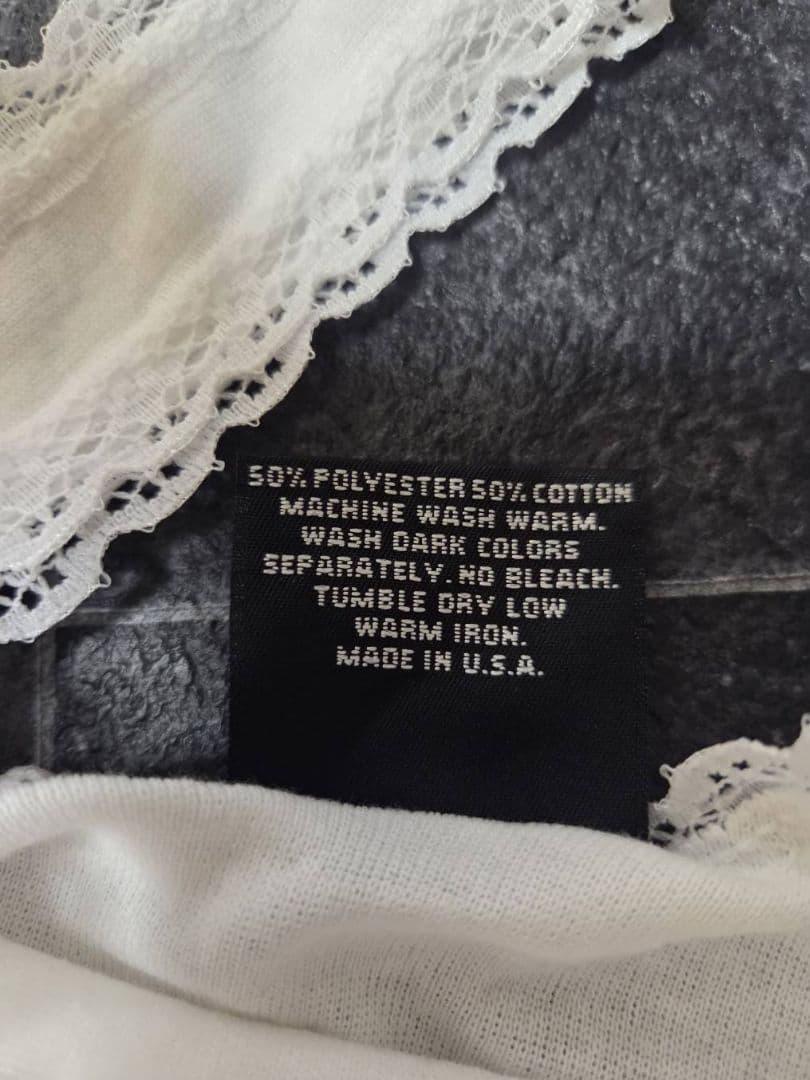 50% POLYESTER 50% COTTON
MACHINE WASH WARM.
WASH DARK COLORS
SEPARATELY. NO BLEACH.
TUMBLE DRY LOW
WARM IRON.
MADE IN U.S.A.